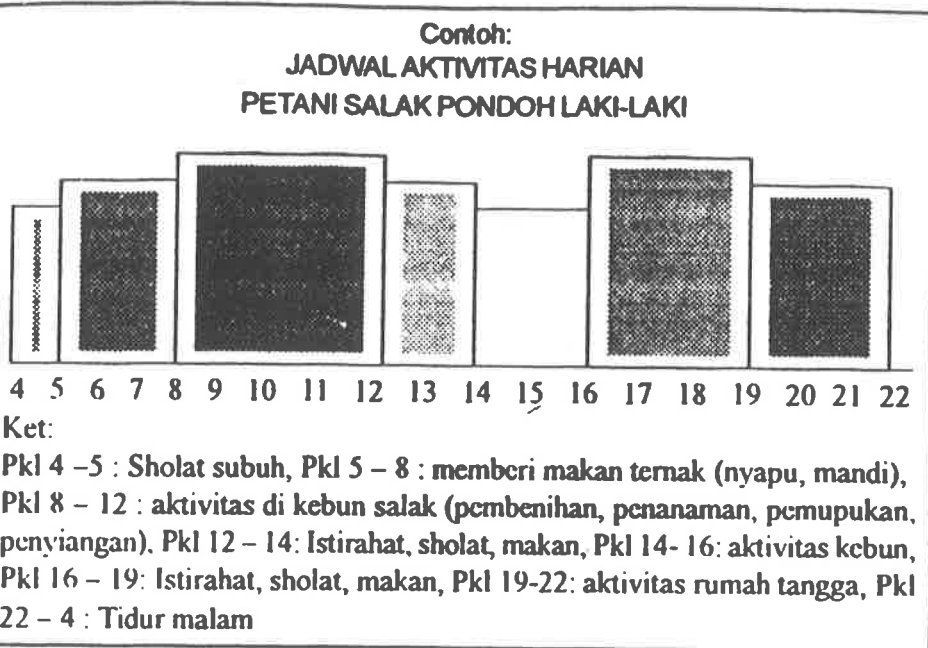 Contoh:
JADWAL AKTIVITAS HARIAN
PETANI SALAK PONDOH LAKI-LAKI
4 5 6 7 8 9 10 11 12 13 14 15 16 17 18 19 20 21 22
Ket:
Pkl 4 –5 : Sholat subuh, Pkl 5 – 8 : memberi makan ternak (nyapu, mandi),
Pkl 8 – 12 : aktivitas di kebun salak (pembenihan, penanaman, pemupukan,
penyiangan). Pkl 12 – 14: Istirahat, sholat, makan, Pkl 14- 16: aktivitas kebun,
Pkl 16 – 19: Istirahat, sholat, makan, Pkl 19-22: aktivitas rumah tangga, Pkl
22 – 4 : Tidur malam